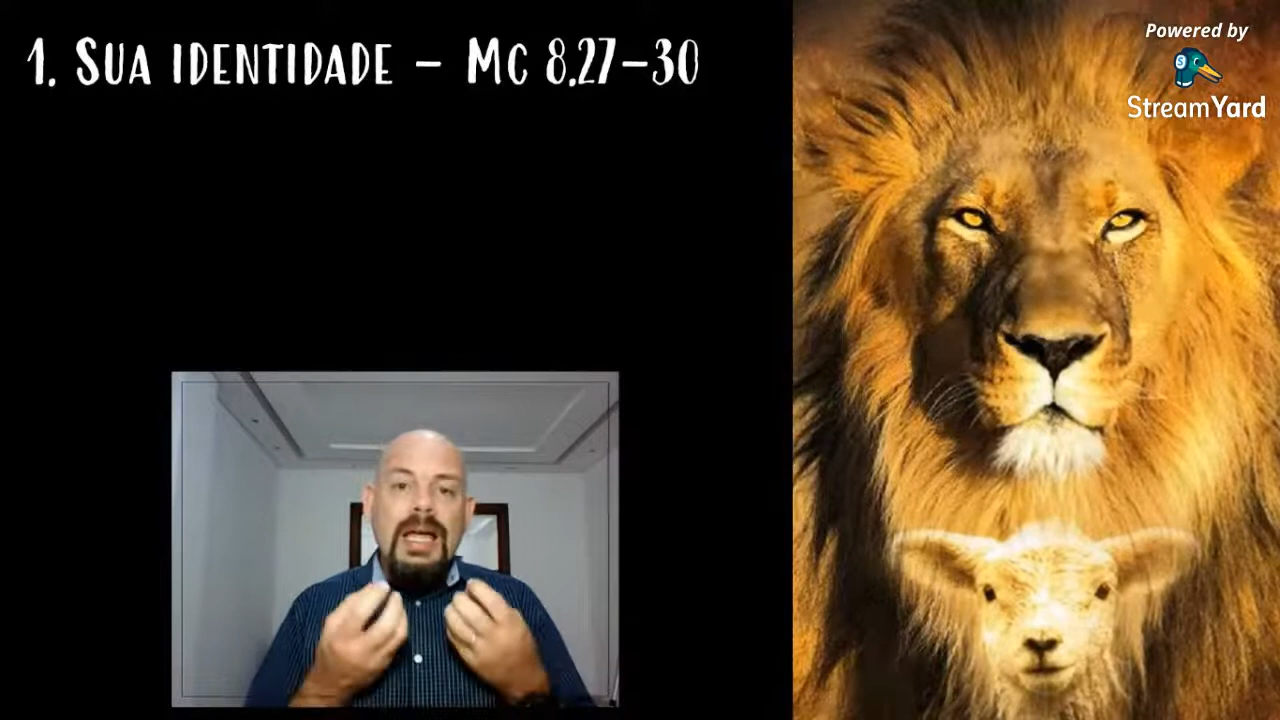 1. Sua identidade – Mc 8.27–30
Powered by
StreamYard